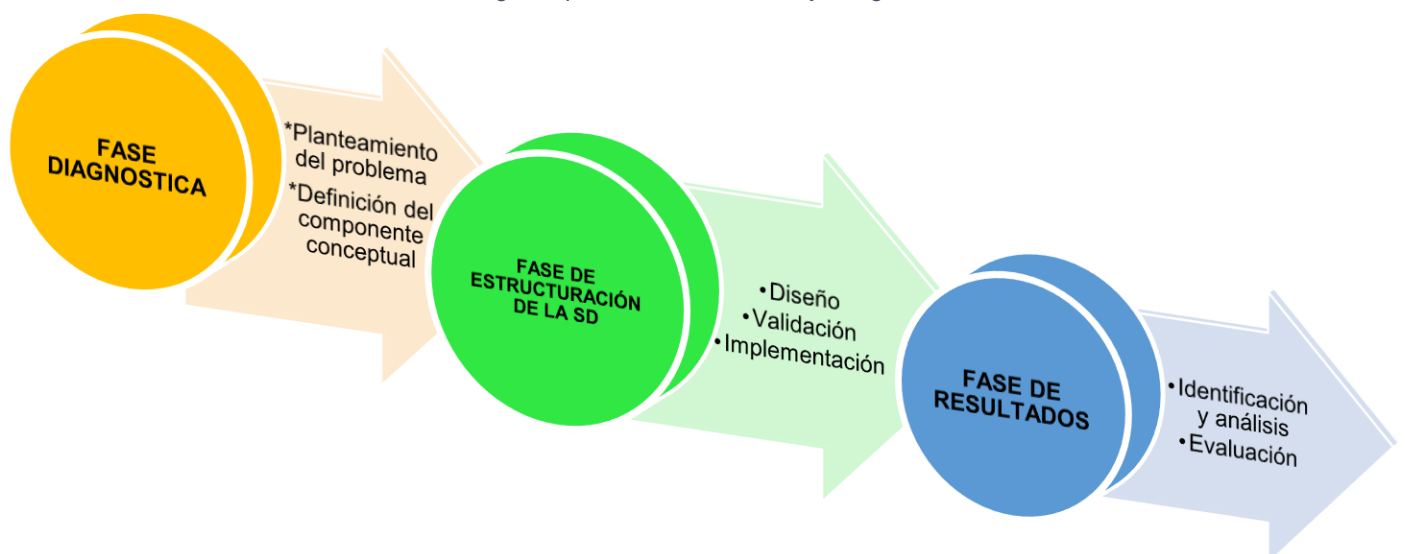 FASE
DIAGNOSTICA
*Planteamiento
del problema
*Definición del
componente
conceptual
FASE DE
ESTRUCTURACIÓN
DE LA SD
•Diseño
•Validación
•Implementación
FASE DE
RESULTADOS
•Identificación
y análisis
•Evaluación